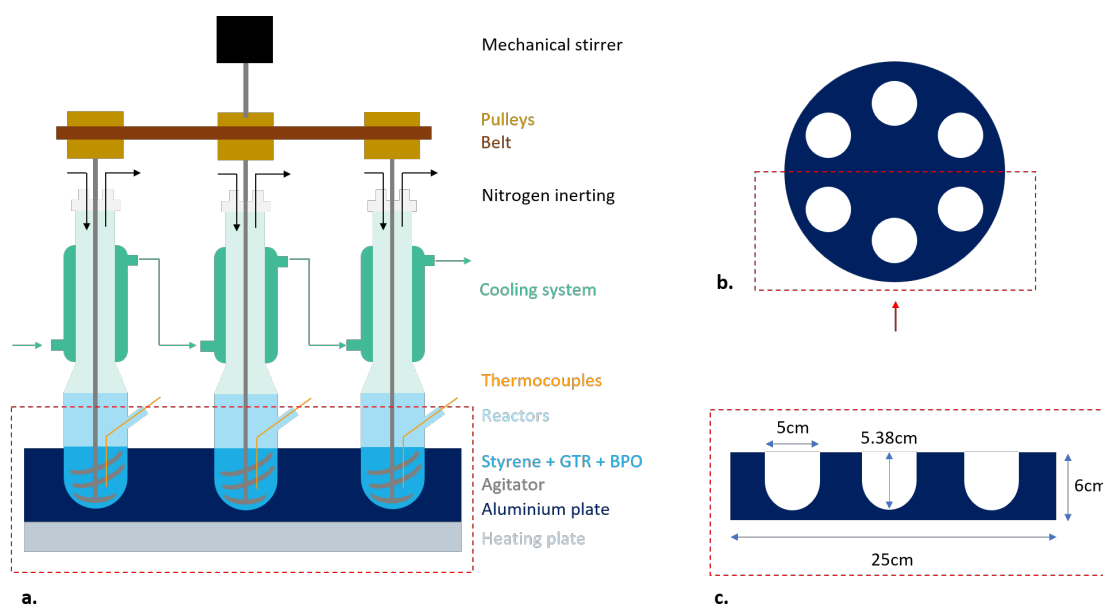 Mechanical stirrer
Pulleys
Belt
Nitrogen inerting
Cooling system
Thermocouples
Reactors
Styrene + GTR + BPO
Agitator
Aluminium plate
Heating plate
a.
b.
5cm
5.38cm
6cm
25cm
c.